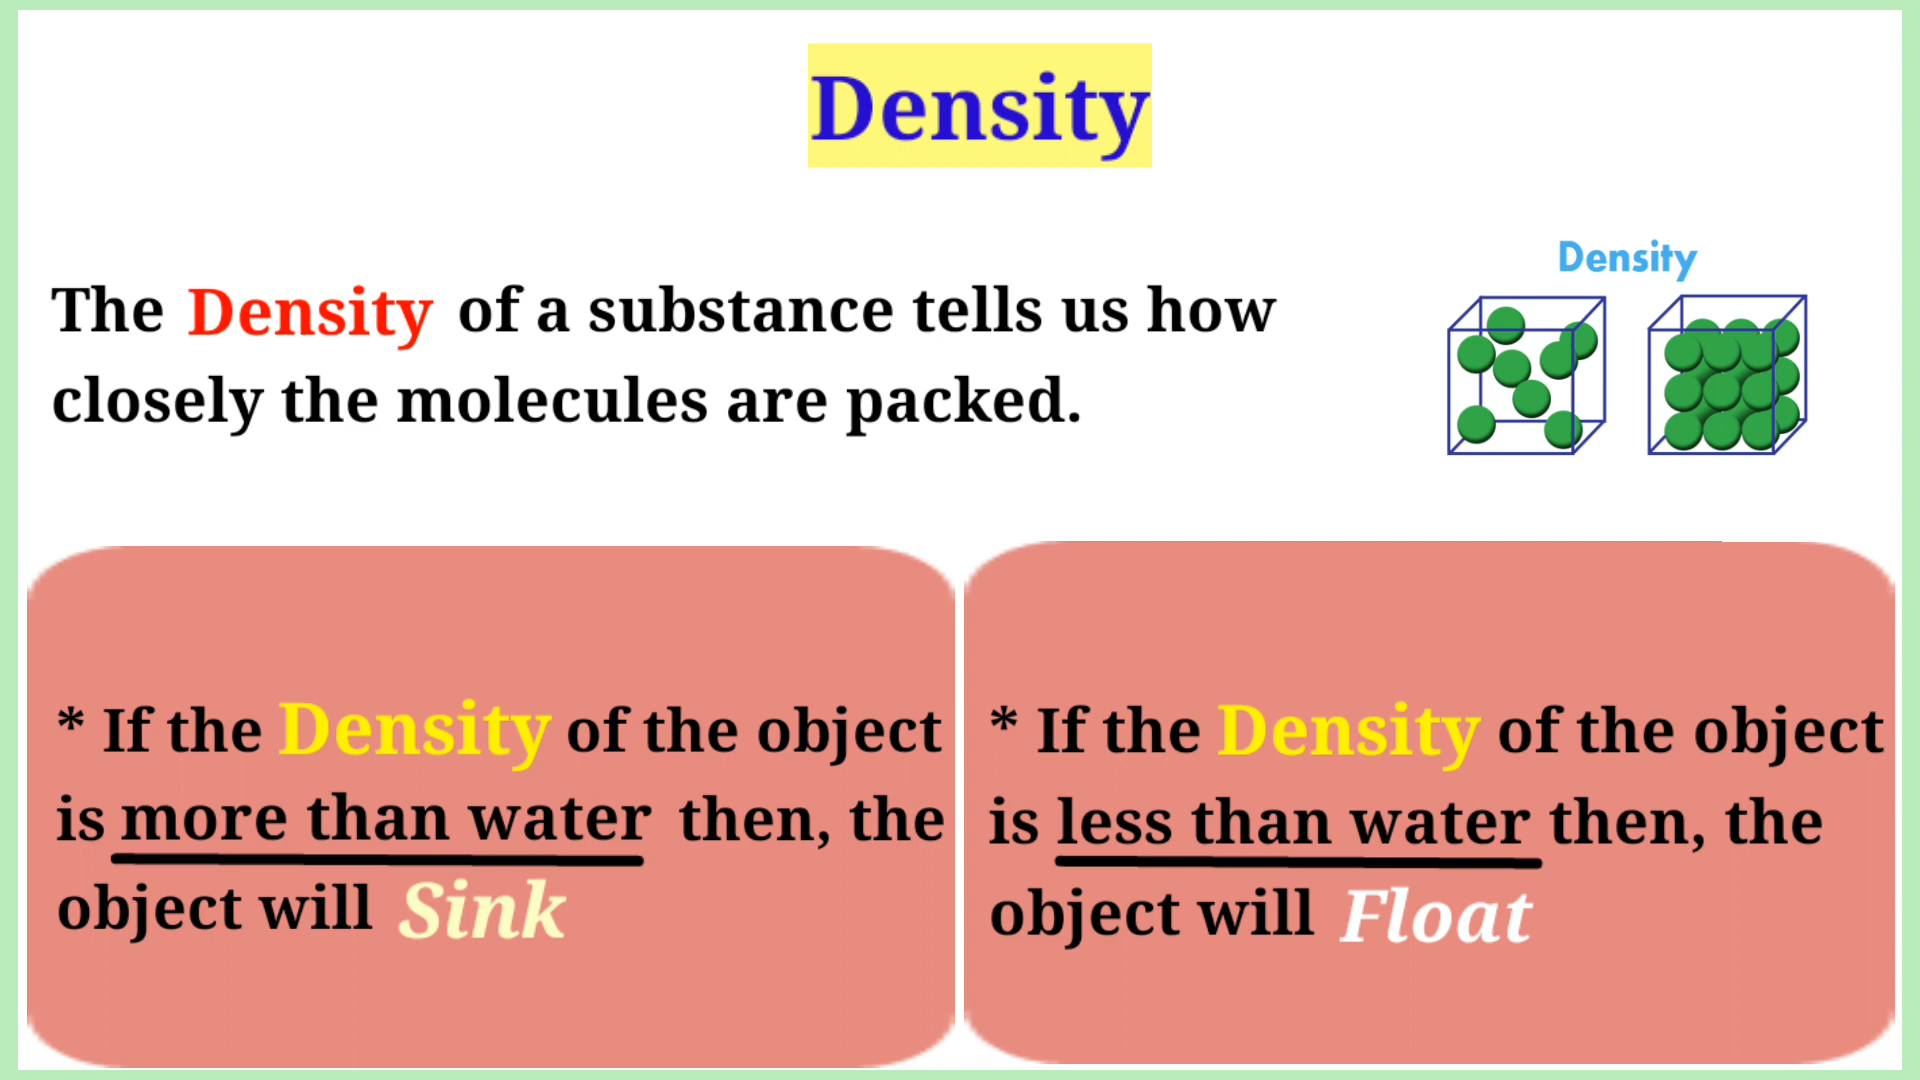 Density
The Density of a substance tells us how
closely the molecules are packed.
Density
* If the Density of the object
is more than water then, the
object will Sink
* If the Density of the object
is less than water then, the
object will Float